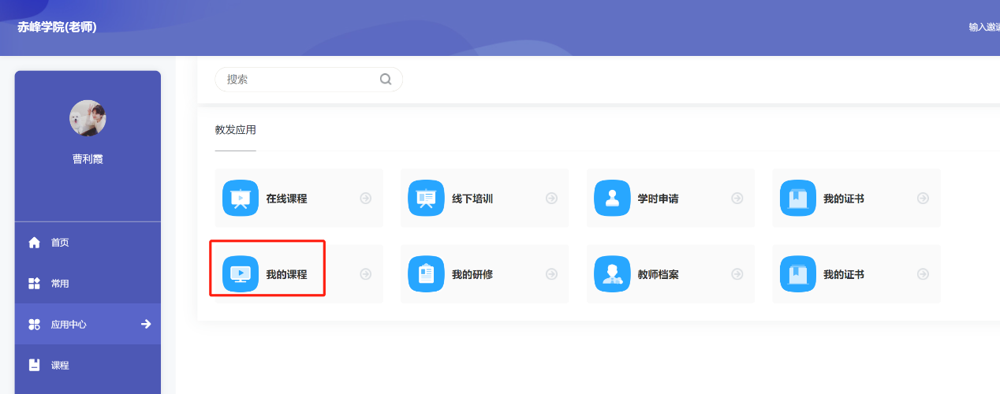 赤峰学院(老师)
输入邀
搜索
曹利霞
教发应用
在线课程
线下培训
学时申请
我的证书
我的课程
我的研修
教师档案
我的证书
首页
常用
应用中心
课程